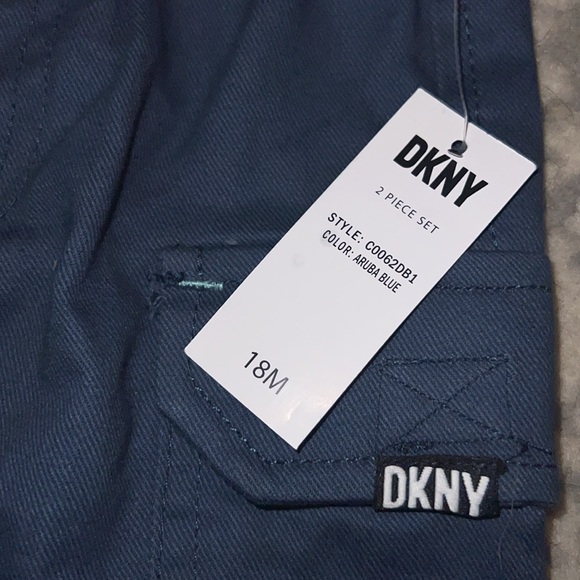 DKNY
2 PIECE SET
STYLE: C0062DB1
COLOR: ARUBA BLUE
18M
DKNY